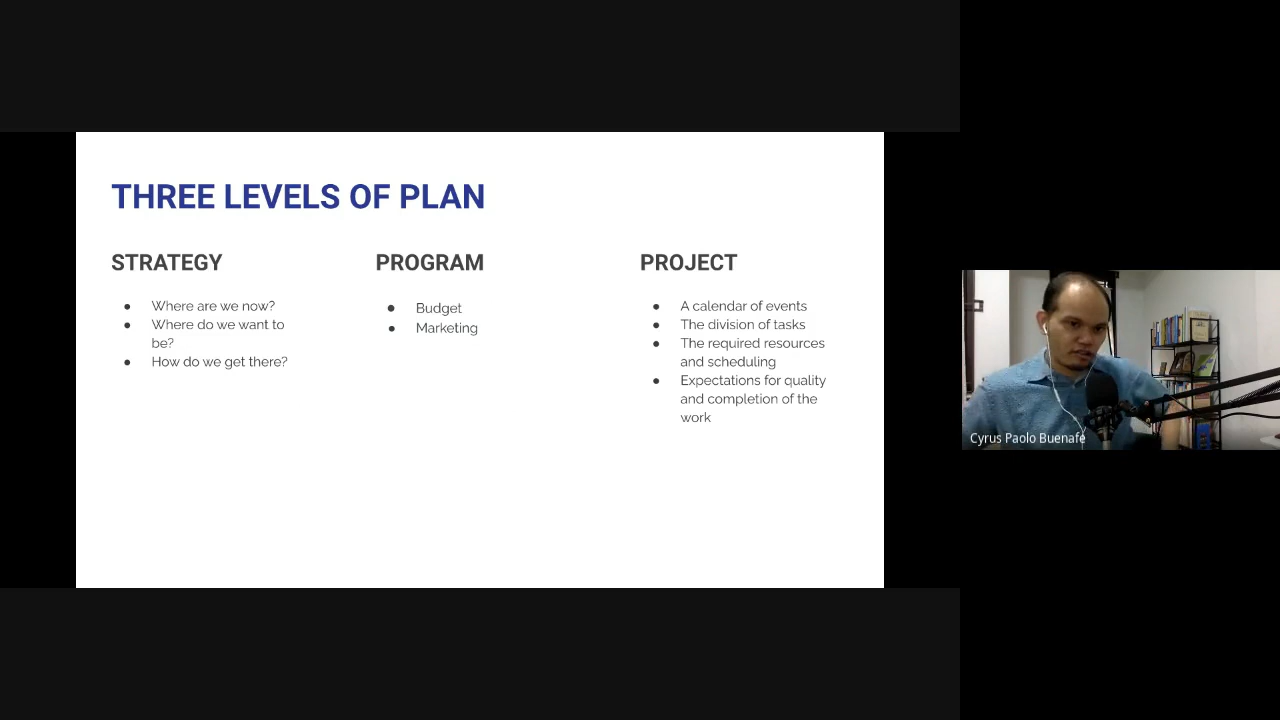 THREE LEVELS OF PLAN
STRATEGY
● Where are we now?
● Where do we want to
be?
● How do we get there?
PROGRAM
● Budget
● Marketing
PROJECT
● A calendar of events
● The division of tasks
● The required resources
and scheduling
● Expectations for quality
and completion of the
work
Cyrus Paolo Buenafe